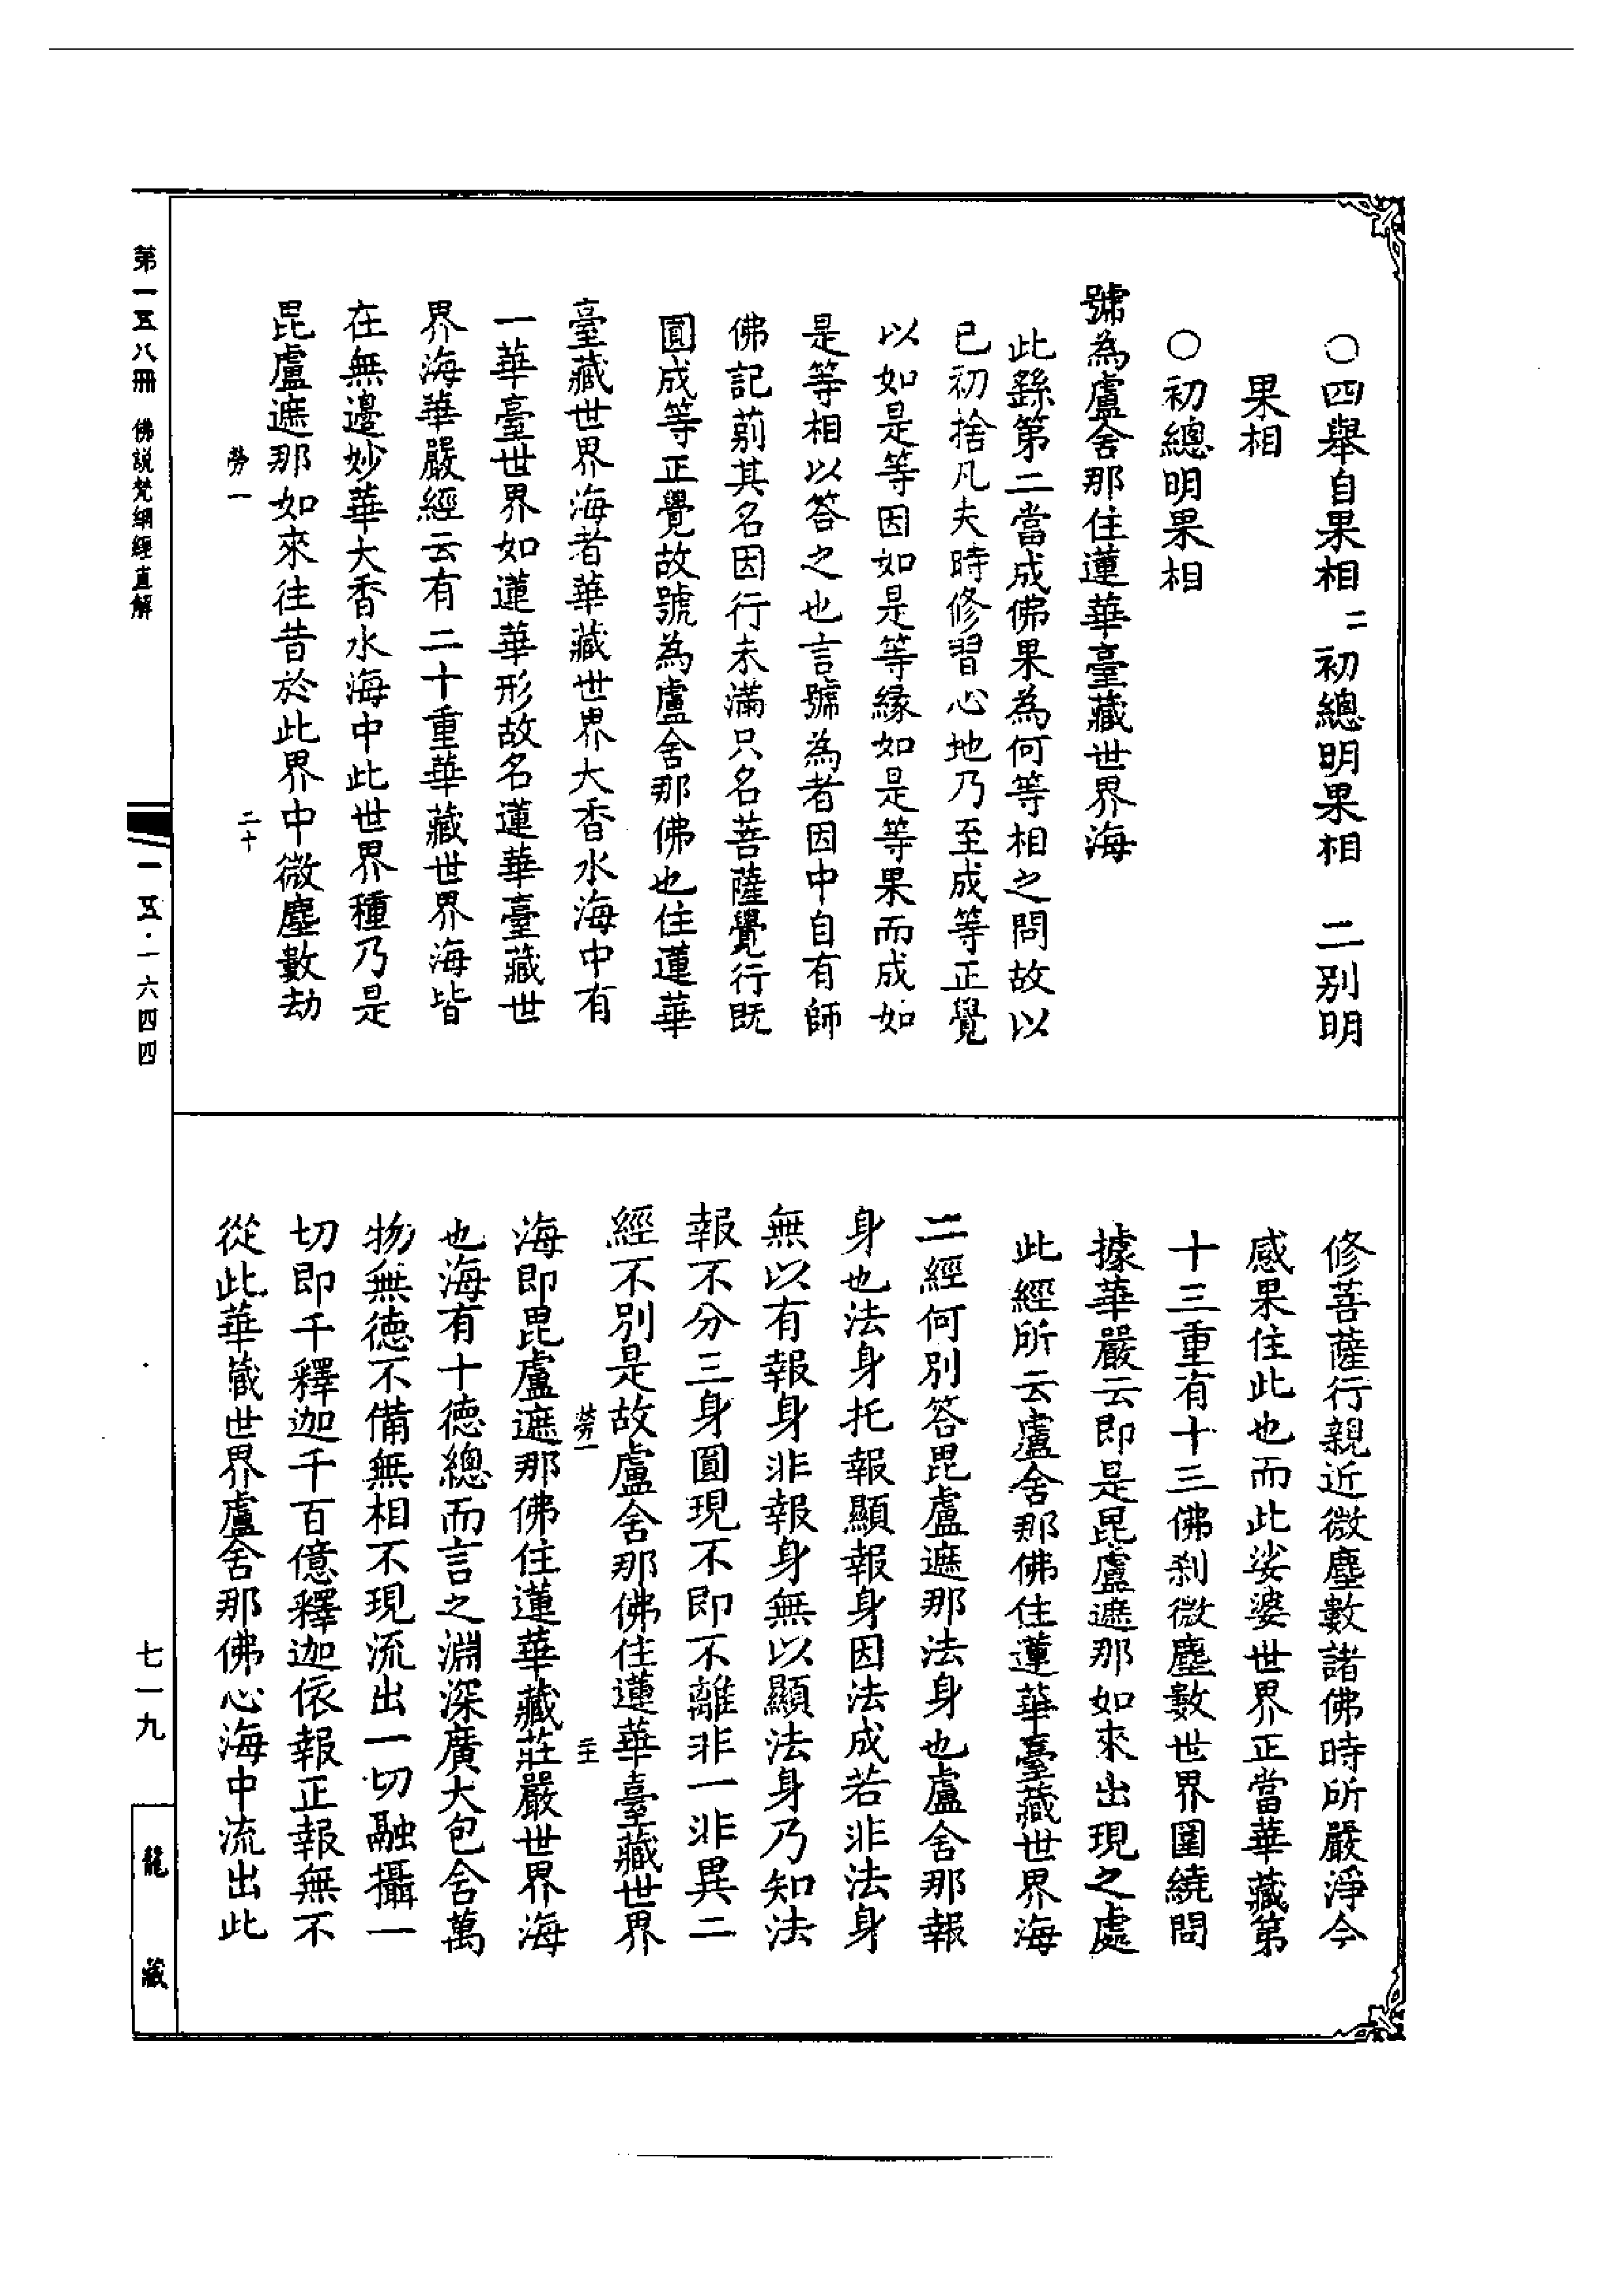 ○四舉自果相二初總明果相　二別明
果相
○初總明果相
號為盧舍那住蓮華臺藏世界海
此繇第二當成佛果為何等相之問故以
已初捨凡夫時修習心地乃至成等正覺
以如是等因如是等緣如是等果而成如
是等相以答之也言號為者因中自有師
佛記莂其名因行未滿只名菩薩覺行既
圓成等正覺故號為盧舍那佛也住蓮華
臺藏世界海者華藏世界大香水海中有
一華臺世界如蓮華形故名蓮華臺藏世
界海華嚴經云有二十重華藏世界海皆
在無邊妙華大香水海中此世界種乃是
毘盧遮那如來往昔於此界中微塵數劫
勞一
二十
修菩薩行親近微塵數諸佛時所嚴淨今
感果住此也而此娑婆世界正當華藏第
十三重有十三佛剎微塵數世界圍繞問
據華嚴云即是毘盧遮那如來出現之處
此經所云盧舍那佛住蓮華臺藏世界海
二經何別答毘盧遮那法身也盧舍那報
身也法身托報顯報身因法成若非法身
無以有報身非報身無以顯法身乃知法
報不分三身圓現不即不離非一非異二
經不別是故盧舍那佛住蓮華臺藏世界
勞一
海即毘盧遮那佛住蓮華藏莊嚴世界海
也海有十德總而言之淵深廣大包含萬
物無德不備無相不現流出一切融攝一
切即千釋迦千百億釋迦依報正報無不
從此華藏世界盧舍那佛心海中流出此
第一五八冊　佛說梵網經直解
一五·一六四四
七一九
龍藏